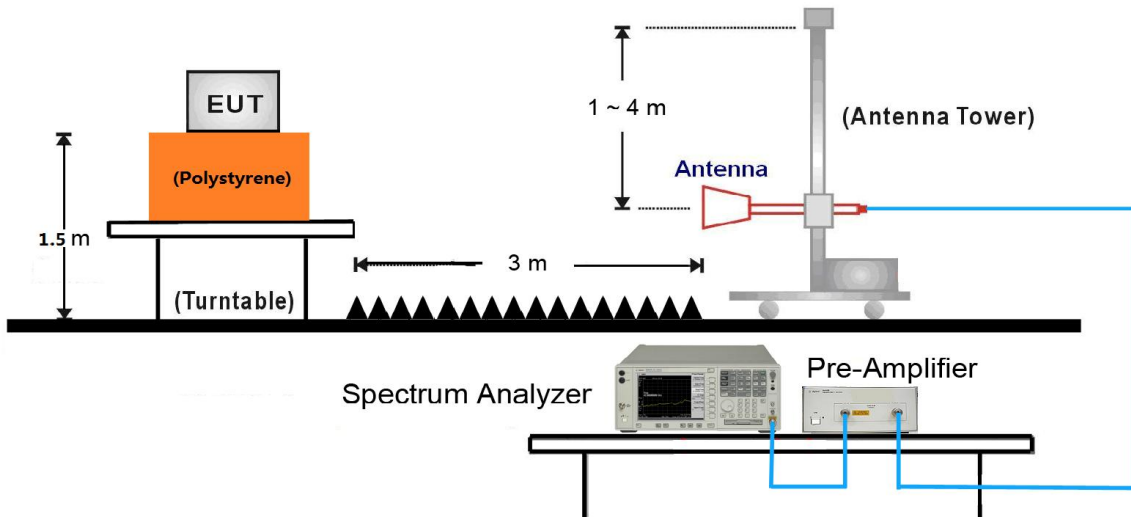 EUT
(Polystyrene)
1.5 m
(Turntable)
3 m
1 ~ 4 m
Antenna
(Antenna Tower)
Spectrum Analyzer
Pre-Amplifier